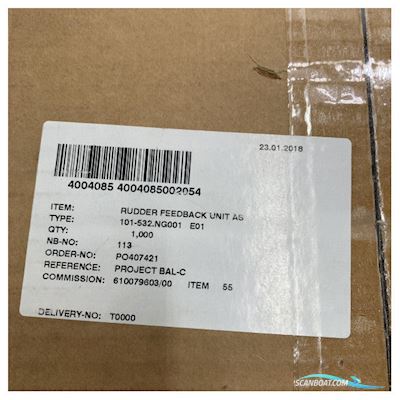 23.01.2018
4004085 4004085002054
ITEM: RUDDER FEEDBACK UNIT AS
TYPE: 101-532.NG001 E01
QTY: 1,000
NB-NO: 113
ORDER-NO: PO407421
REFERENCE: PROJECT BAL-C
COMMISSION: 610079603/00 ITEM 55
DELIVERY-NO: T0000
SCANBOAT.COM